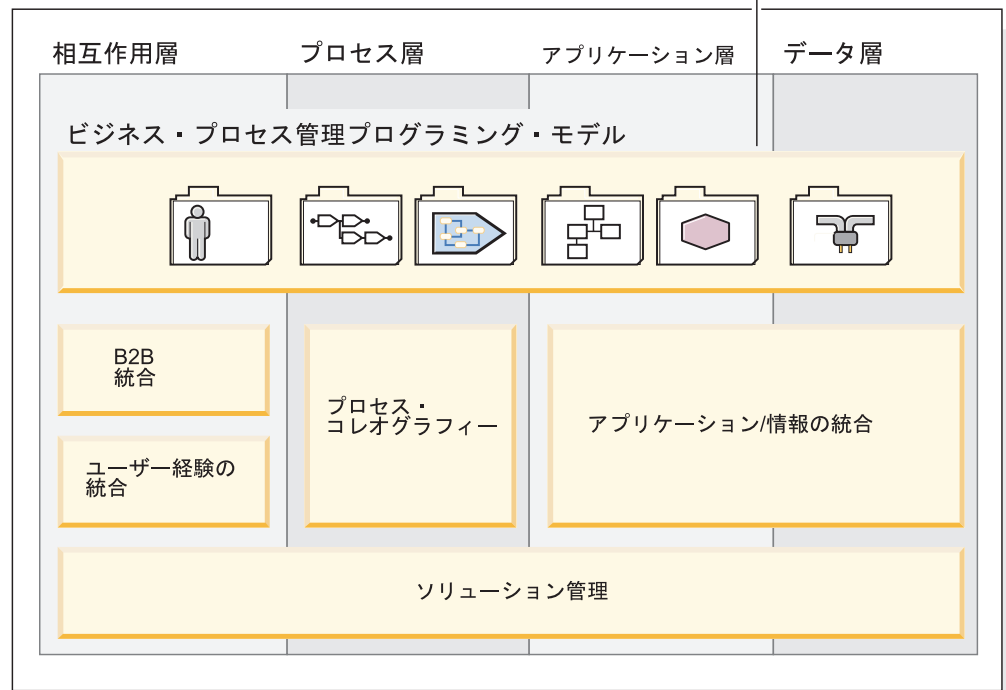 相互作用層
プロセス層
アプリケーション層
データ層
ビジネス・プロセス管理プログラミング・モデル
B2B
統合
ユーザー経験の
統合
プロセス・
コレオグラフィー
アプリケーション/情報の統合
ソリューション管理